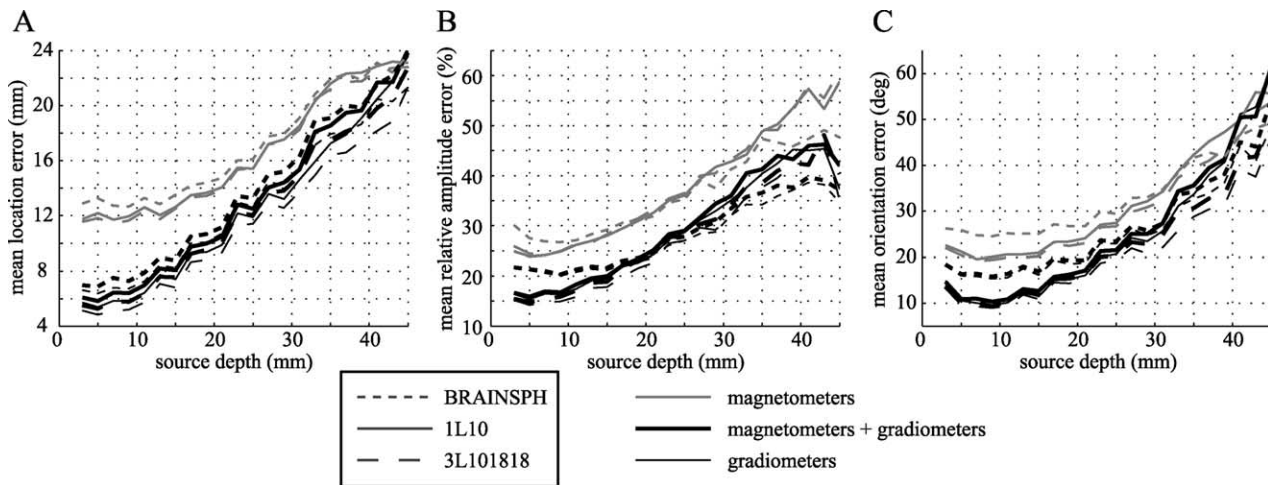 A
B
C
mean location error (mm)
24
20
16
12
8
4
0
10
20
30
40
source depth (mm)
mean relative amplitude error (%)
60
50
40
30
20
10
0
10
20
30
40
source depth (mm)
mean orientation error (deg)
60
50
40
30
20
10
0
10
20
30
40
source depth (mm)
BRAINSPH
1L10
3L101818
magnetometers
magnetometers + gradiometers
gradiometers